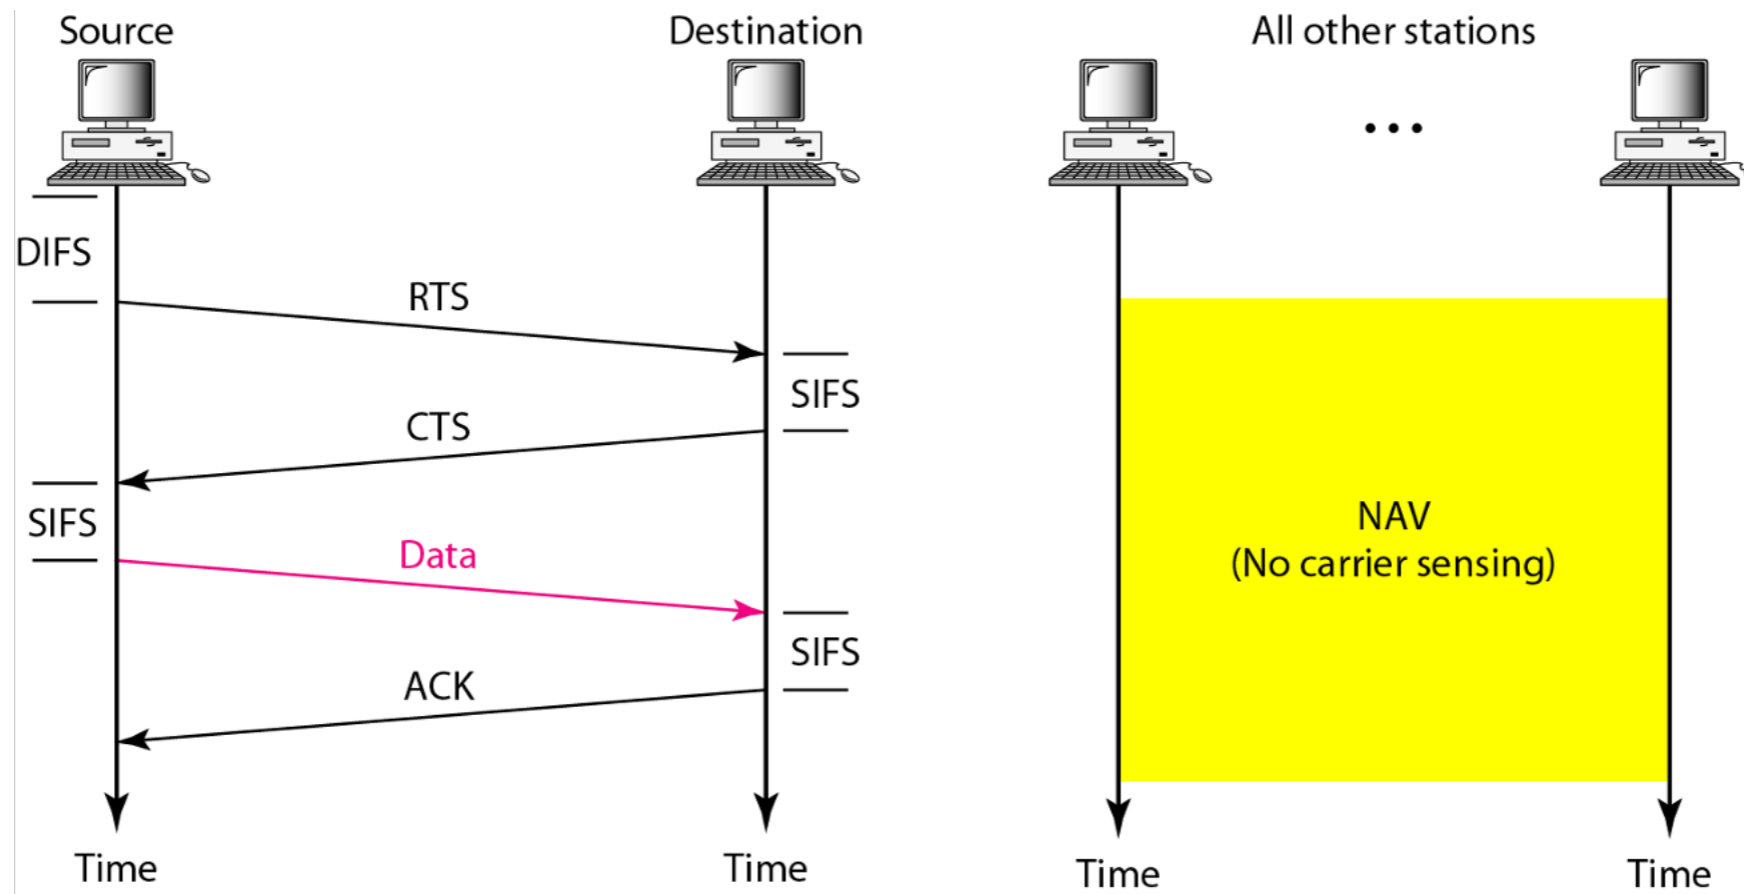 Source
Destination
All other stations
...
DIFS
RTS
SIFS
CTS
SIFS
Data
NAV
(No carrier sensing)
SIFS
ACK
Time
Time
Time
Time